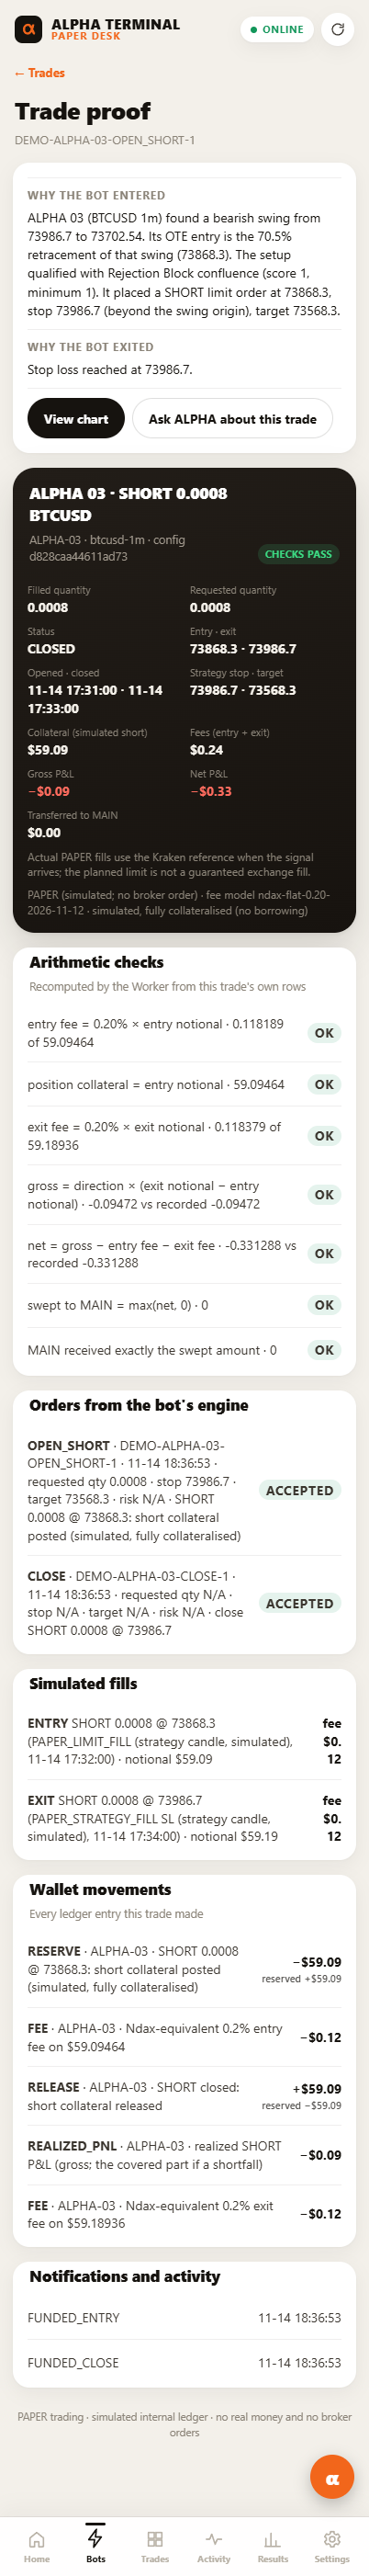 α
ALPHA TERMINAL
PAPER DESK
● ONLINE
← Trades
Trade proof
DEMO-ALPHA-03-OPEN_SHORT-1
WHY THE BOT ENTERED
ALPHA 03 (BTCUSD 1m) found a bearish swing from
73986.7 to 73702.54. Its OTE entry is the 70.5%
retracement of that swing (73868.3). The setup
qualified with Rejection Block confluence (score 1,
minimum 1). It placed a SHORT limit order at 73868.3,
stop 73986.7 (beyond the swing origin), target 73568.3.
WHY THE BOT EXITED
Stop loss reached at 73986.7.
View chart
Ask ALPHA about this trade
ALPHA 03 · SHORT 0.0008
BTCUSD
ALPHA-03 · btcusd-1m · config
d828caa44611ad73
CHECKS PASS
Filled quantity
0.0008
Requested quantity
0.0008
Status
CLOSED
Entry · exit
73868.3 · 73986.7
Opened · closed
11-14 17:31:00 · 11-14
17:33:00
Strategy stop · target
73986.7 · 73568.3
Collateral (simulated short)
$59.09
Fees (entry + exit)
$0.24
Gross P&L
−$0.09
Net P&L
−$0.33
Transferred to MAIN
$0.00
Actual PAPER fills use the Kraken reference when the signal
arrives; the planned limit is not a guaranteed exchange fill.
PAPER (simulated; no broker order) · fee model ndax-flat-0.20-
2026-11-12 · simulated, fully collateralised (no borrowing)
Arithmetic checks
Recomputed by the Worker from this trade's own rows
entry fee = 0.20% × entry notional · 0.118189
of 59.09464
OK
position collateral = entry notional · 59.09464
OK
exit fee = 0.20% × exit notional · 0.118379 of
59.18936
OK
gross = direction × (exit notional − entry
notional) · -0.09472 vs recorded -0.09472
OK
net = gross − entry fee − exit fee · -0.331288 vs
recorded -0.331288
OK
swept to MAIN = max(net, 0) · 0
OK
MAIN received exactly the swept amount · 0
OK
Orders from the bot's engine
OPEN_SHORT · DEMO-ALPHA-03-
OPEN_SHORT-1 · 11-14 18:36:53 ·
requested qty 0.0008 · stop 73986.7 ·
target 73568.3 · risk N/A · SHORT
0.0008 @ 73868.3: short collateral
posted (simulated, fully collateralised)
ACCEPTED
CLOSE · DEMO-ALPHA-03-CLOSE-1 ·
11-14 18:36:53 · requested qty N/A ·
stop N/A · target N/A · risk N/A · close
SHORT 0.0008 @ 73986.7
ACCEPTED
Simulated fills
ENTRY SHORT 0.0008 @ 73868.3
(PAPER_LIMIT_FILL (strategy candle, simulated),
11-14 17:32:00) · notional $59.09
fee
$0.
12
EXIT SHORT 0.0008 @ 73986.7
(PAPER_STRATEGY_FILL SL (strategy candle,
simulated), 11-14 17:34:00) · notional $59.19
fee
$0.
12
Wallet movements
Every ledger entry this trade made
RESERVE · ALPHA-03 · SHORT 0.0008
@ 73868.3: short collateral posted
(simulated, fully collateralised)
−$59.09
reserved +$59.09
FEE · ALPHA-03 · Ndax-equivalent 0.2% entry
fee on $59.09464
−$0.12
RELEASE · ALPHA-03 · SHORT closed:
short collateral released
+$59.09
reserved −$59.09
REALIZED_PNL · ALPHA-03 · realized SHORT
P&L (gross; the covered part if a shortfall)
−$0.09
FEE · ALPHA-03 · Ndax-equivalent 0.2% exit
fee on $59.18936
−$0.12
Notifications and activity
FUNDED_ENTRY
11-14 18:36:53
FUNDED_CLOSE
11-14 18:36:53
PAPER trading · simulated internal ledger · no real money and no broker
orders
α
Home
Bots
Trades
Activity
Results
Settings